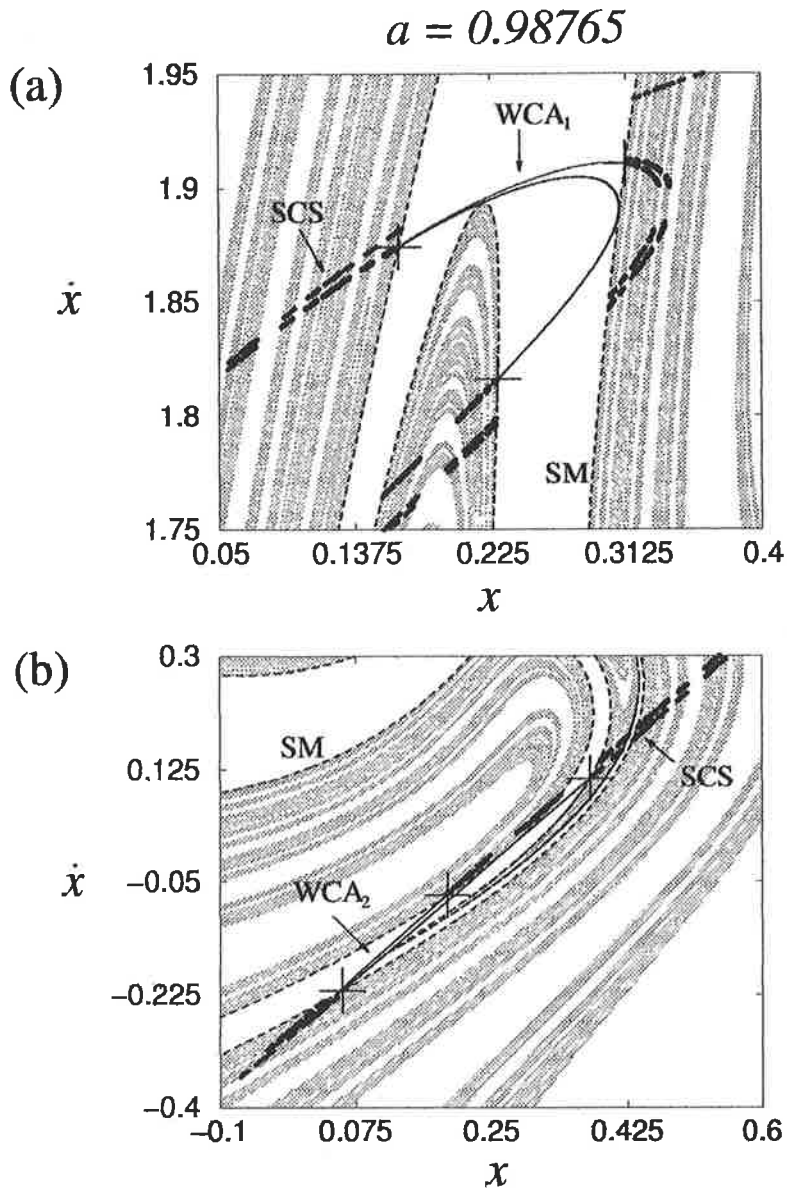 a = 0.98765
(a)
1.95
1.9
1.85
1.8
1.75
ẋ
WCA₁
SCS
SM
0.05
0.1375
0.225
0.3125
0.4
x
(b)
0.3
0.125
−0.05
−0.225
−0.4
ẋ
SM
SCS
WCA₂
−0.1
0.075
0.25
0.425
0.6
x